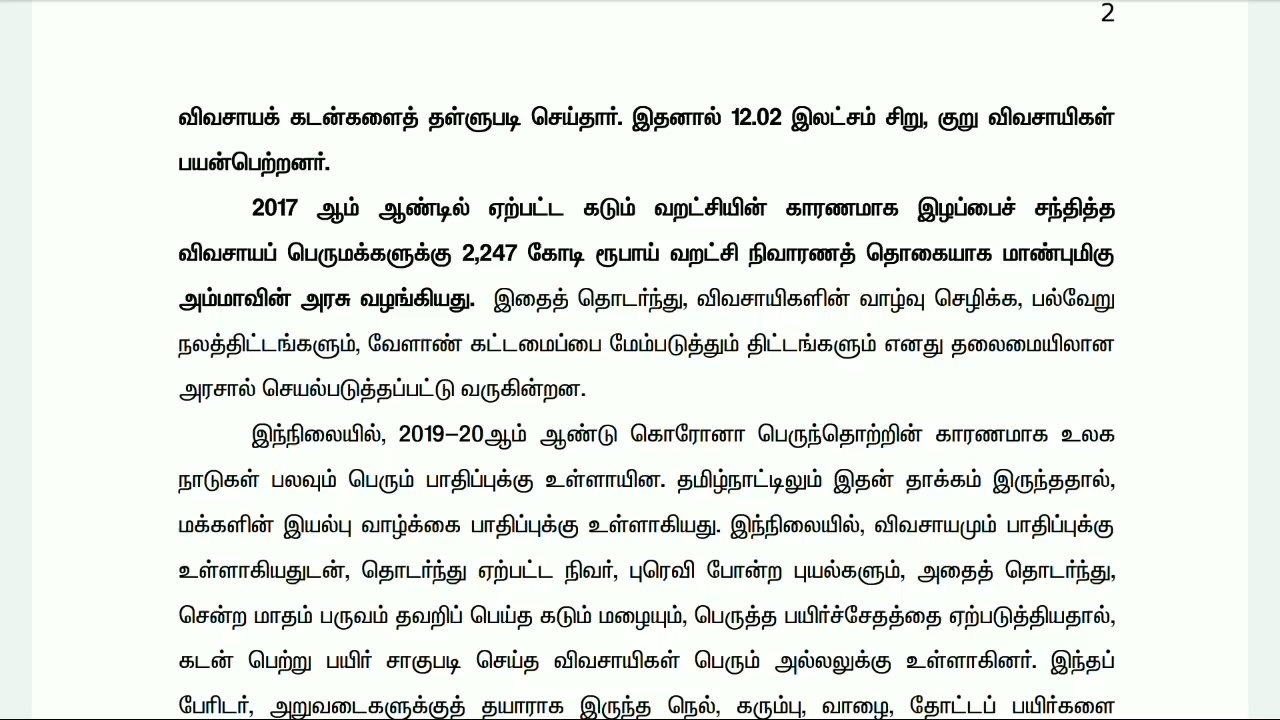 2
விவசாயக் கடன்களைத் தள்ளுபடி செய்தார். இதனால் 12.02 இலட்சம் சிறு, குறு விவசாயிகள்
பயன்பெற்றனர்.
2017 ஆம் ஆண்டில் ஏற்பட்ட கடும் வறட்சியின் காரணமாக இழப்பைச் சந்தித்த
விவசாயப் பெருமக்களுக்கு 2,247 கோடி ரூபாய் வறட்சி நிவாரணத் தொகையாக மாண்புமிகு
அம்மாவின் அரசு வழங்கியது. இதைத் தொடர்ந்து, விவசாயிகளின் வாழ்வு செழிக்க, பல்வேறு
நலத்திட்டங்களும், வேளாண் கட்டமைப்பை மேம்படுத்தும் திட்டங்களும் எனது தலைமையிலான
அரசால் செயல்படுத்தப்பட்டு வருகின்றன.
இந்நிலையில், 2019–20ஆம் ஆண்டு கொரோனா பெருந்தொற்றின் காரணமாக உலக
நாடுகள் பலவும் பெரும் பாதிப்புக்கு உள்ளாயின. தமிழ்நாட்டிலும் இதன் தாக்கம் இருந்ததால்,
மக்களின் இயல்பு வாழ்க்கை பாதிப்புக்கு உள்ளாகியது. இந்நிலையில், விவசாயமும் பாதிப்புக்கு
உள்ளாகியதுடன், தொடர்ந்து ஏற்பட்ட நிவர், புரெவி போன்ற புயல்களும், அதைத் தொடர்ந்து,
சென்ற மாதம் பருவம் தவறிப் பெய்த கடும் மழையும், பெருத்த பயிர்ச்சேதத்தை ஏற்படுத்தியதால்,
கடன் பெற்று பயிர் சாகுபடி செய்த விவசாயிகள் பெரும் அல்லலுக்கு உள்ளாகினர். இந்தப்
பேரிடர், அறுவடைகளுக்குத் தயாராக இருந்த நெல், கரும்பு, வாழை, தோட்டப் பயிர்களை